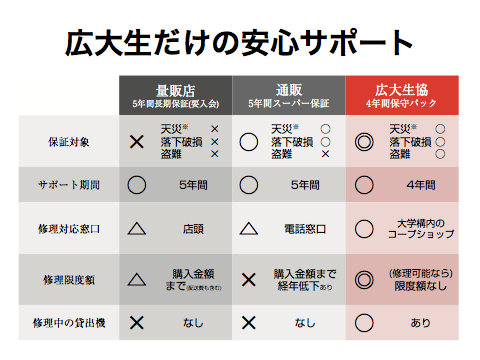 広大生だけの安心サポート
量販店 通販 広大生協
5年間長期保証(要入会) 5年間スーパー保証 4年間保守パック
保証対象 × 天災※ × ○ 天災※ ○ ◎ 天災※ ○
落下破損 × 落下破損 ○ 落下破損 ○
盗難 × 盗難 × 盗難 ○
サポート期間 ○ 5年間 ○ 5年間 ○ 4年間
修理対応窓口 △ 店頭 △ 電話窓口 ○ 大学構内の
コープショップ
修理限度額 △ 購入金額 × 購入金額まで ◎ (修理可能なら)
まで(配送費も含む) 経年低下あり 限度額なし
修理中の貸出機 × なし × なし ○ あり